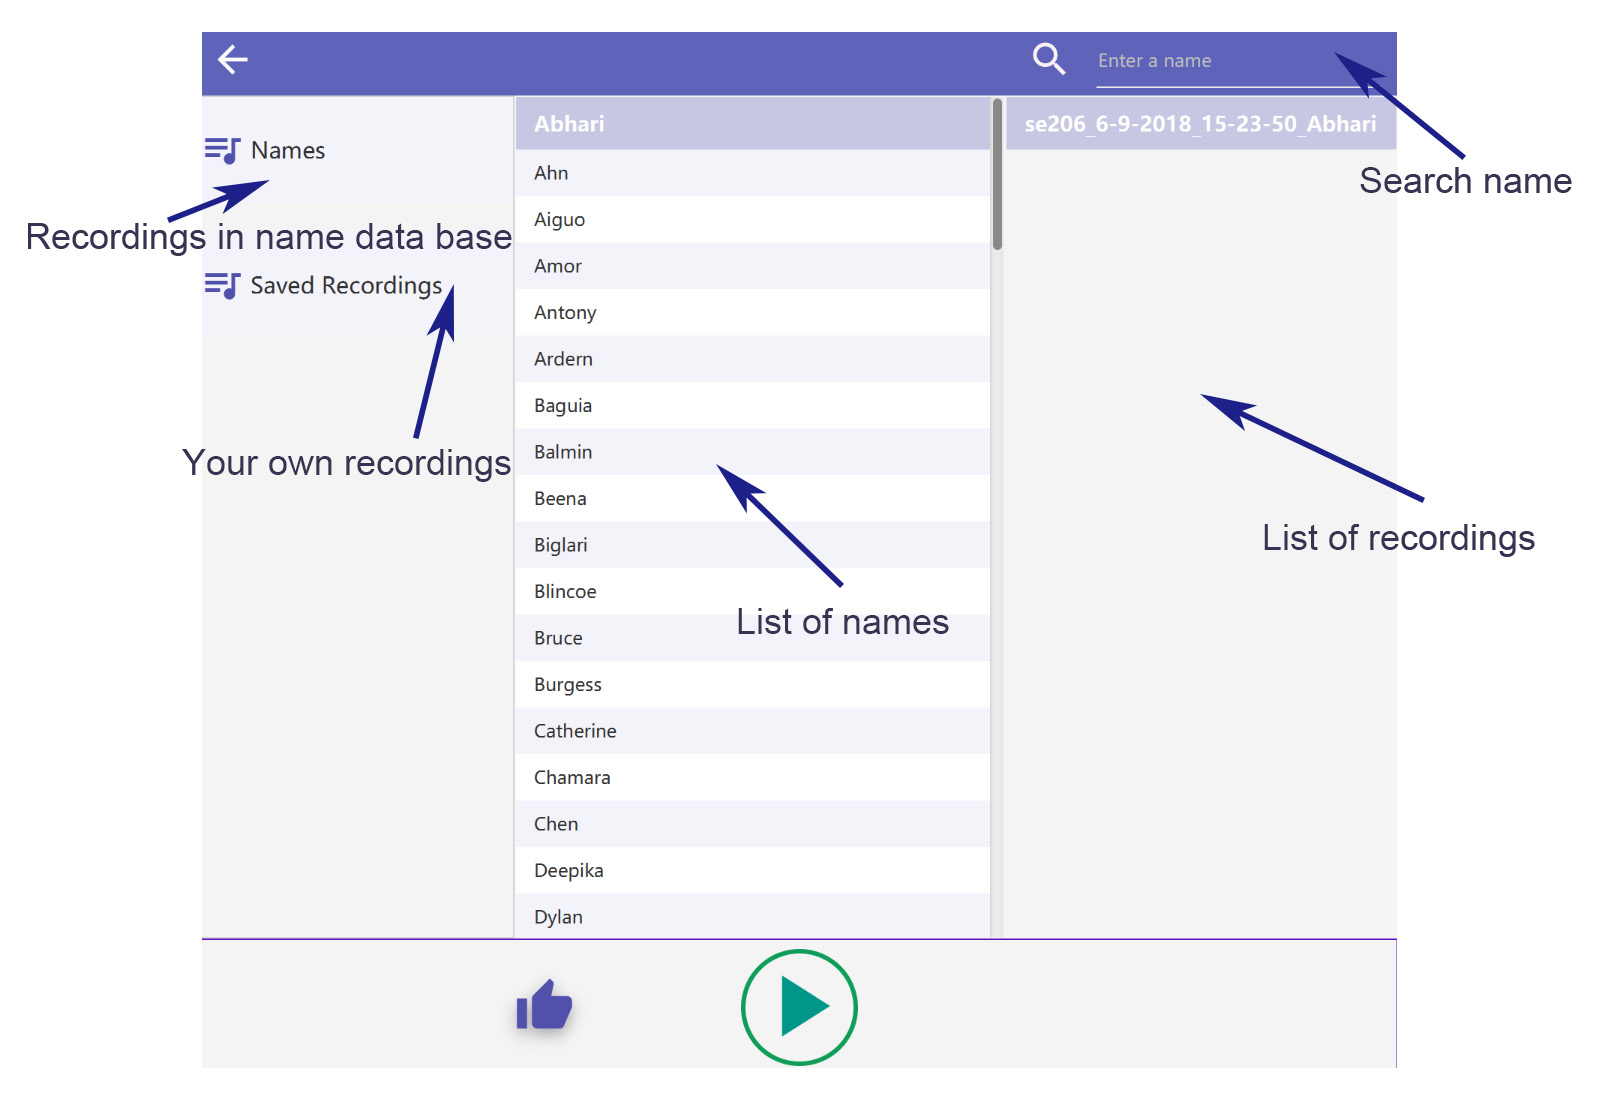 Enter a name
Names
Recordings in name data base
Saved Recordings
Your own recordings
Abhari
Ahn
Aiguo
Amor
Antony
Ardern
Baguia
Balmin
Beena
Biglari
Blincoe
Bruce
Burgess
Catherine
Chamara
Chen
Deepika
Dylan
List of names
se206_6-9-2018_15-23-50_Abhari
Search name
List of recordings